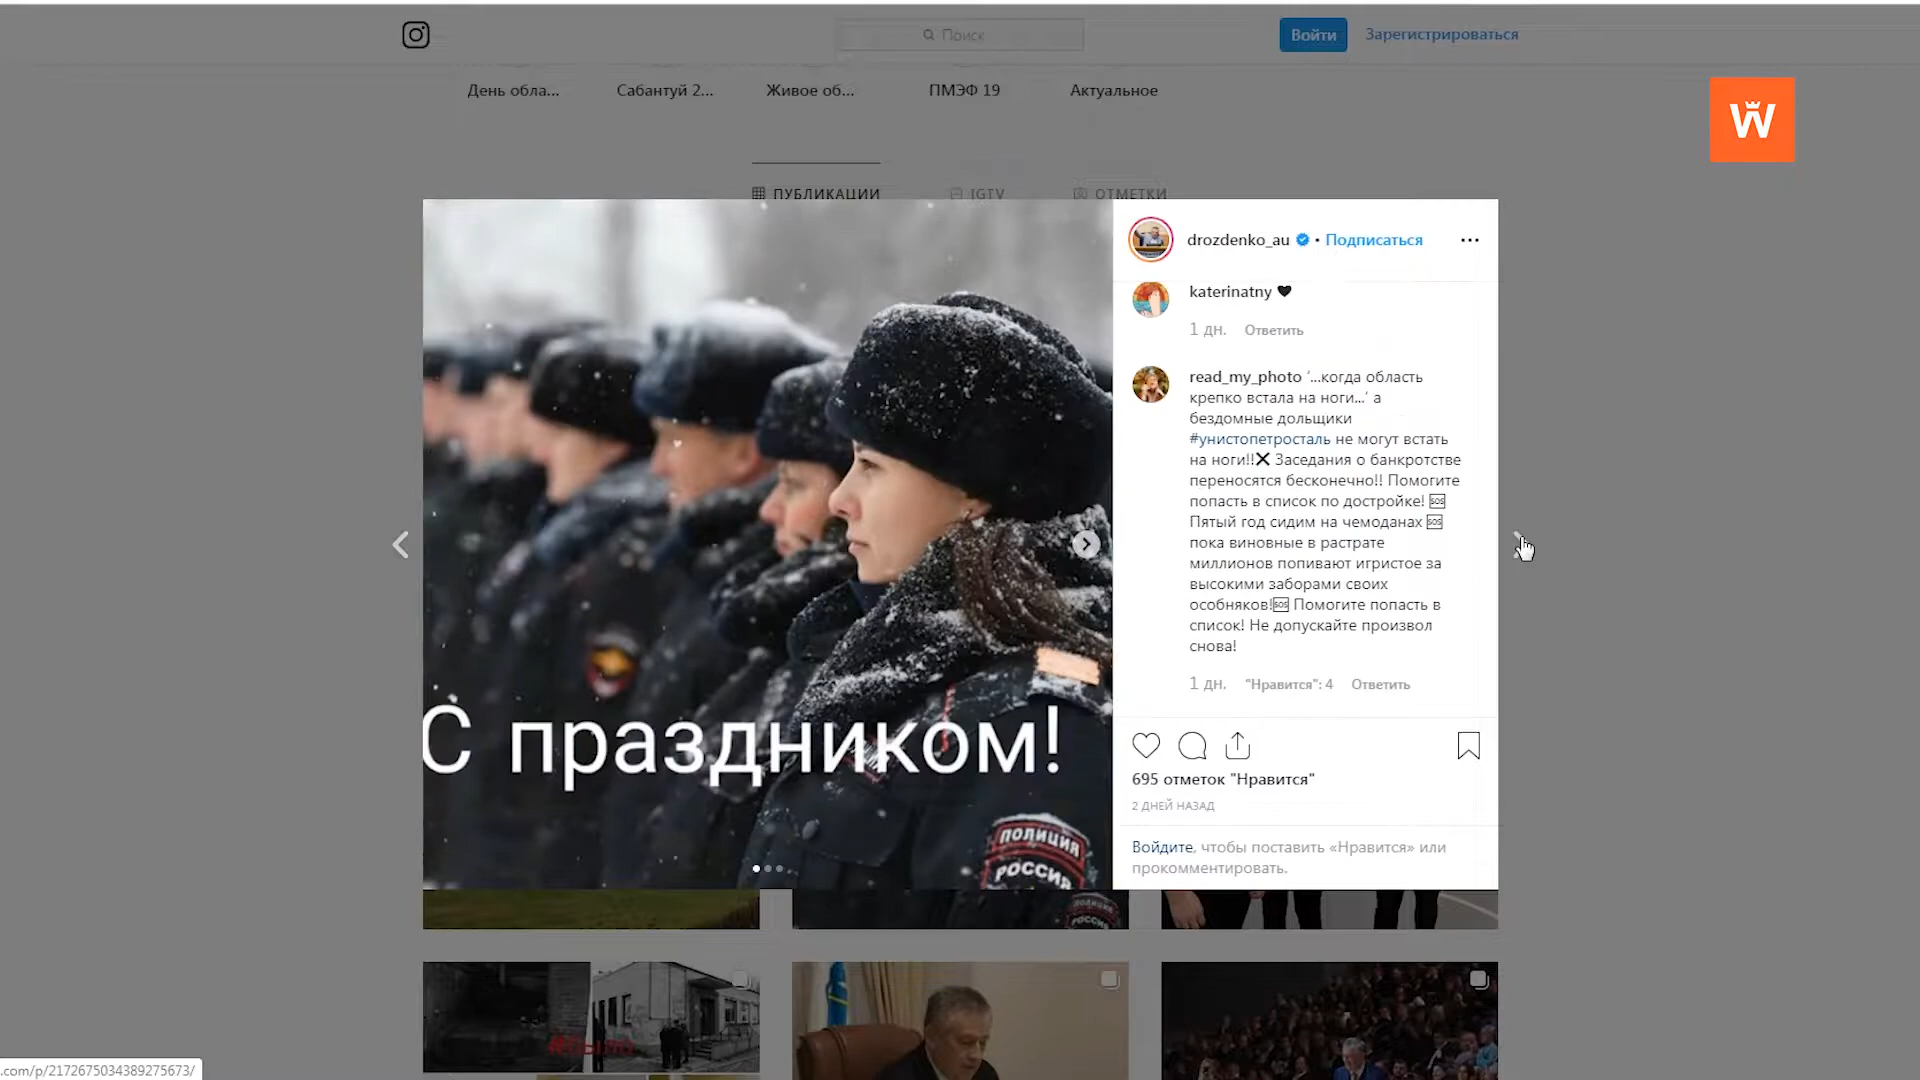 Поиск
Войти
Зарегистрироваться
День обла...
Сабантуй 2...
Живое об...
ПМЭФ 19
Актуальное
W
ПУБЛИКАЦИИ
IGTV
ОТМЕТКИ
drozdenko_au • Подписаться
katerinatny 🖤
1 дн. Ответить
read_my_photo ‘...когда область
крепко встала на ноги...’ а
бездомные дольщики
#унистопетросталь не могут встать
на ноги!!❌ Заседания о банкротстве
переносятся бесконечно!! Помогите
попасть в список по достройке! 🆘
Пятый год сидим на чемоданах 🆘
пока виновные в растрате
миллионов попивают игристое за
высокими заборами своих
особняков!🆘 Помогите попасть в
список! Не допускайте произвол
снова!
1 дн. "Нравится": 4 Ответить
С праздником!
ПОЛИЦИЯ
РОССИЯ
695 отметок "Нравится"
2 ДНЕЙ НАЗАД
Войдите, чтобы поставить «Нравится» или
прокомментировать.
#было
.com/p/2172675034389275673/